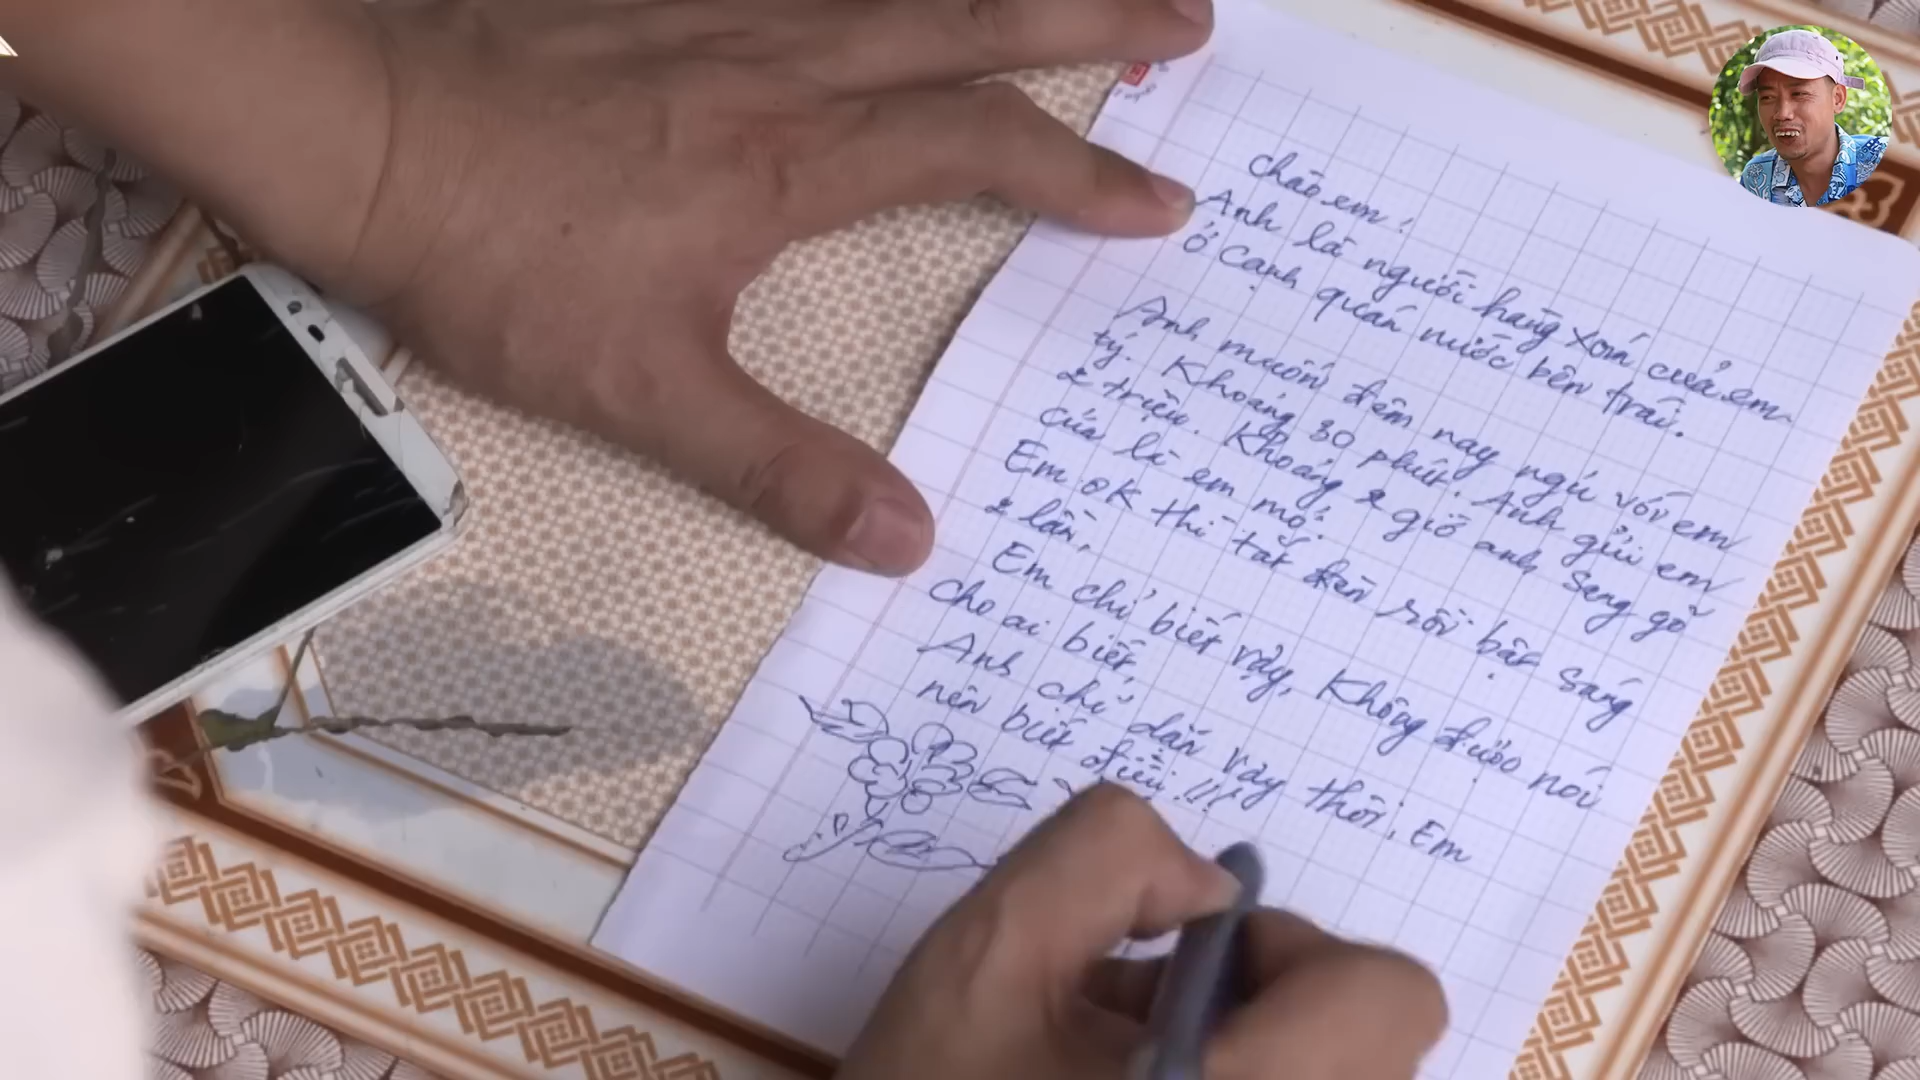 Chào em!
Anh là người hàng xóm của em
Ở cạnh quán nước bên trái.
Anh muốn đêm nay ngủ với em
tý. Khoảng 30 phút. Anh gửi em
2 triệu. Khoảng 2 giờ anh sang gõ
cửa là em mở.
Em ok thì tắt đèn rồi bật sáng
2 lần,
Em chỉ biết vậy, Không được nói
cho ai biết,
Anh chỉ dặn vậy thôi, Em
nên biết điều!!!